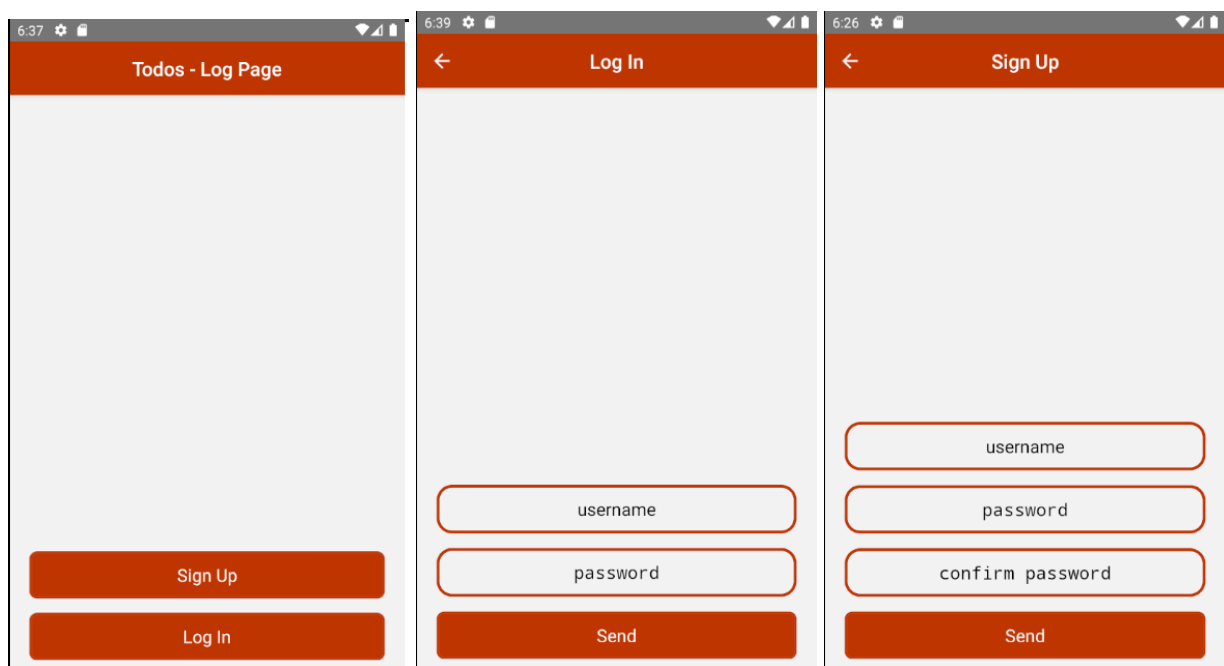 6:37
Todos - Log Page
Sign Up
Log In
6:39
Log In
username
password
Send
6:26
Sign Up
username
password
confirm password
Send